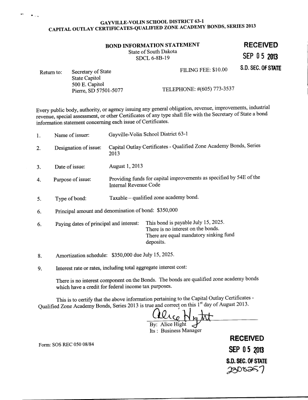 GAYVILLE-VOLIN SCHOOL DISTRICT 63-1
CAPITAL OUTLAY CERTIFICATES-QUALIFIED ZONE ACADEMY BONDS, SERIES 2013
BOND INFORMATION STATEMENT
State of South Dakota
SDCL 6-8B-19
RECEIVED
SEP 05 2013
S.D. SEC. OF STATE
Return to: Secretary of State
State Capitol
500 E. Capitol
Pierre, SD 57501-5077
FILING FEE: $10.00
TELEPHONE: #(605) 773-3537
Every public body, authority, or agency issuing any general obligation, revenue, improvements, industrial
revenue, special assessment, or other Certificates of any type shall file with the Secretary of State a bond
information statement concerning each issue of Certificates.
1. Name of issuer: Gayville-Volin School District 63-1
2. Designation of issue: Capital Outlay Certificates - Qualified Zone Academy Bonds, Series
2013
3. Date of issue: August 1, 2013
4. Purpose of issue: Providing funds for capital improvements as specified by 54E of the
Internal Revenue Code
5. Type of bond: Taxable – qualified zone academy bond.
6. Principal amount and denomination of bond: $350,000
6. Paying dates of principal and interest: This bond is payable July 15, 2025.
There is no interest on the bonds.
There are equal mandatory sinking fund
deposits.
8. Amortization schedule: $350,000 due July 15, 2025.
9. Interest rate or rates, including total aggregate interest cost:
There is no interest component on the Bonds. The bonds are qualified zone academy bonds
which have a credit for federal income tax purposes.
This is to certify that the above information pertaining to the Capital Outlay Certificates -
Qualified Zone Academy Bonds, Series 2013 is true and correct on this 1st day of August 2013.
Alice Hight
By: Alice Hight
Its : Business Manager
Form: SOS REC 050 08/84
RECEIVED
SEP 05 2013
S.D. SEC. OF STATE
2308257